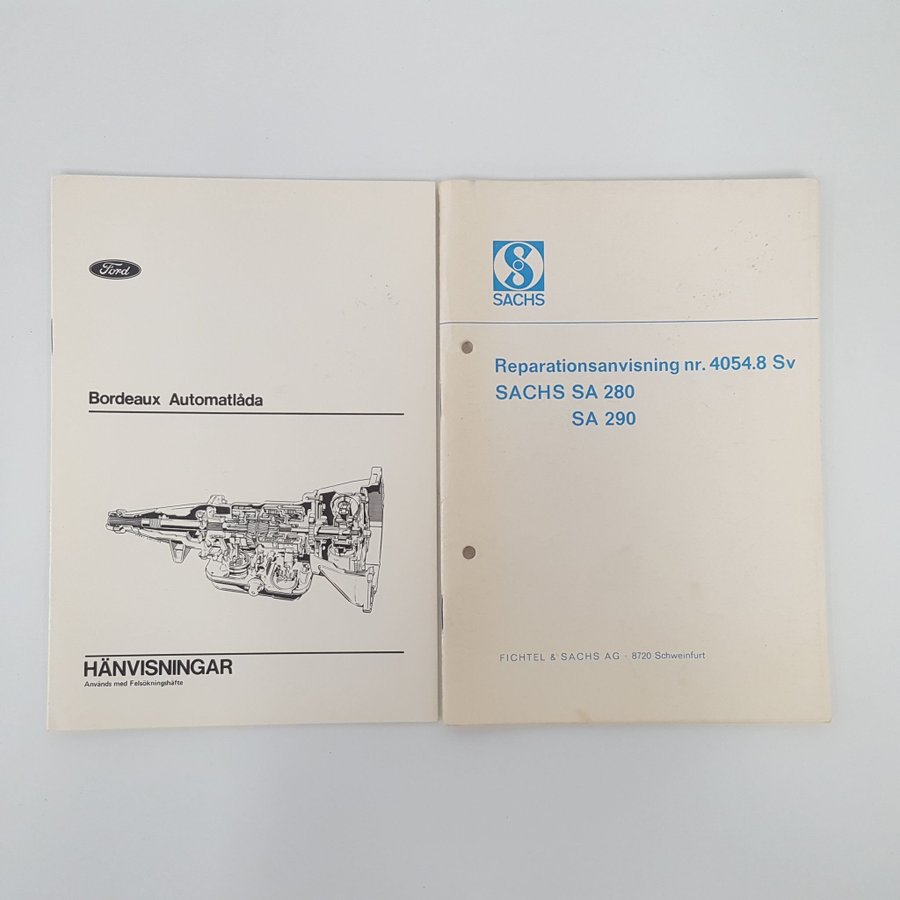 Ford
Bordeaux Automatlåda
HÄNVISNINGAR
Används med Felsökningshäfte
SACHS
Reparationsanvisning nr. 4054.8 Sv
SACHS SA 280
SA 290
FICHTEL & SACHS AG - 8720 Schweinfurt